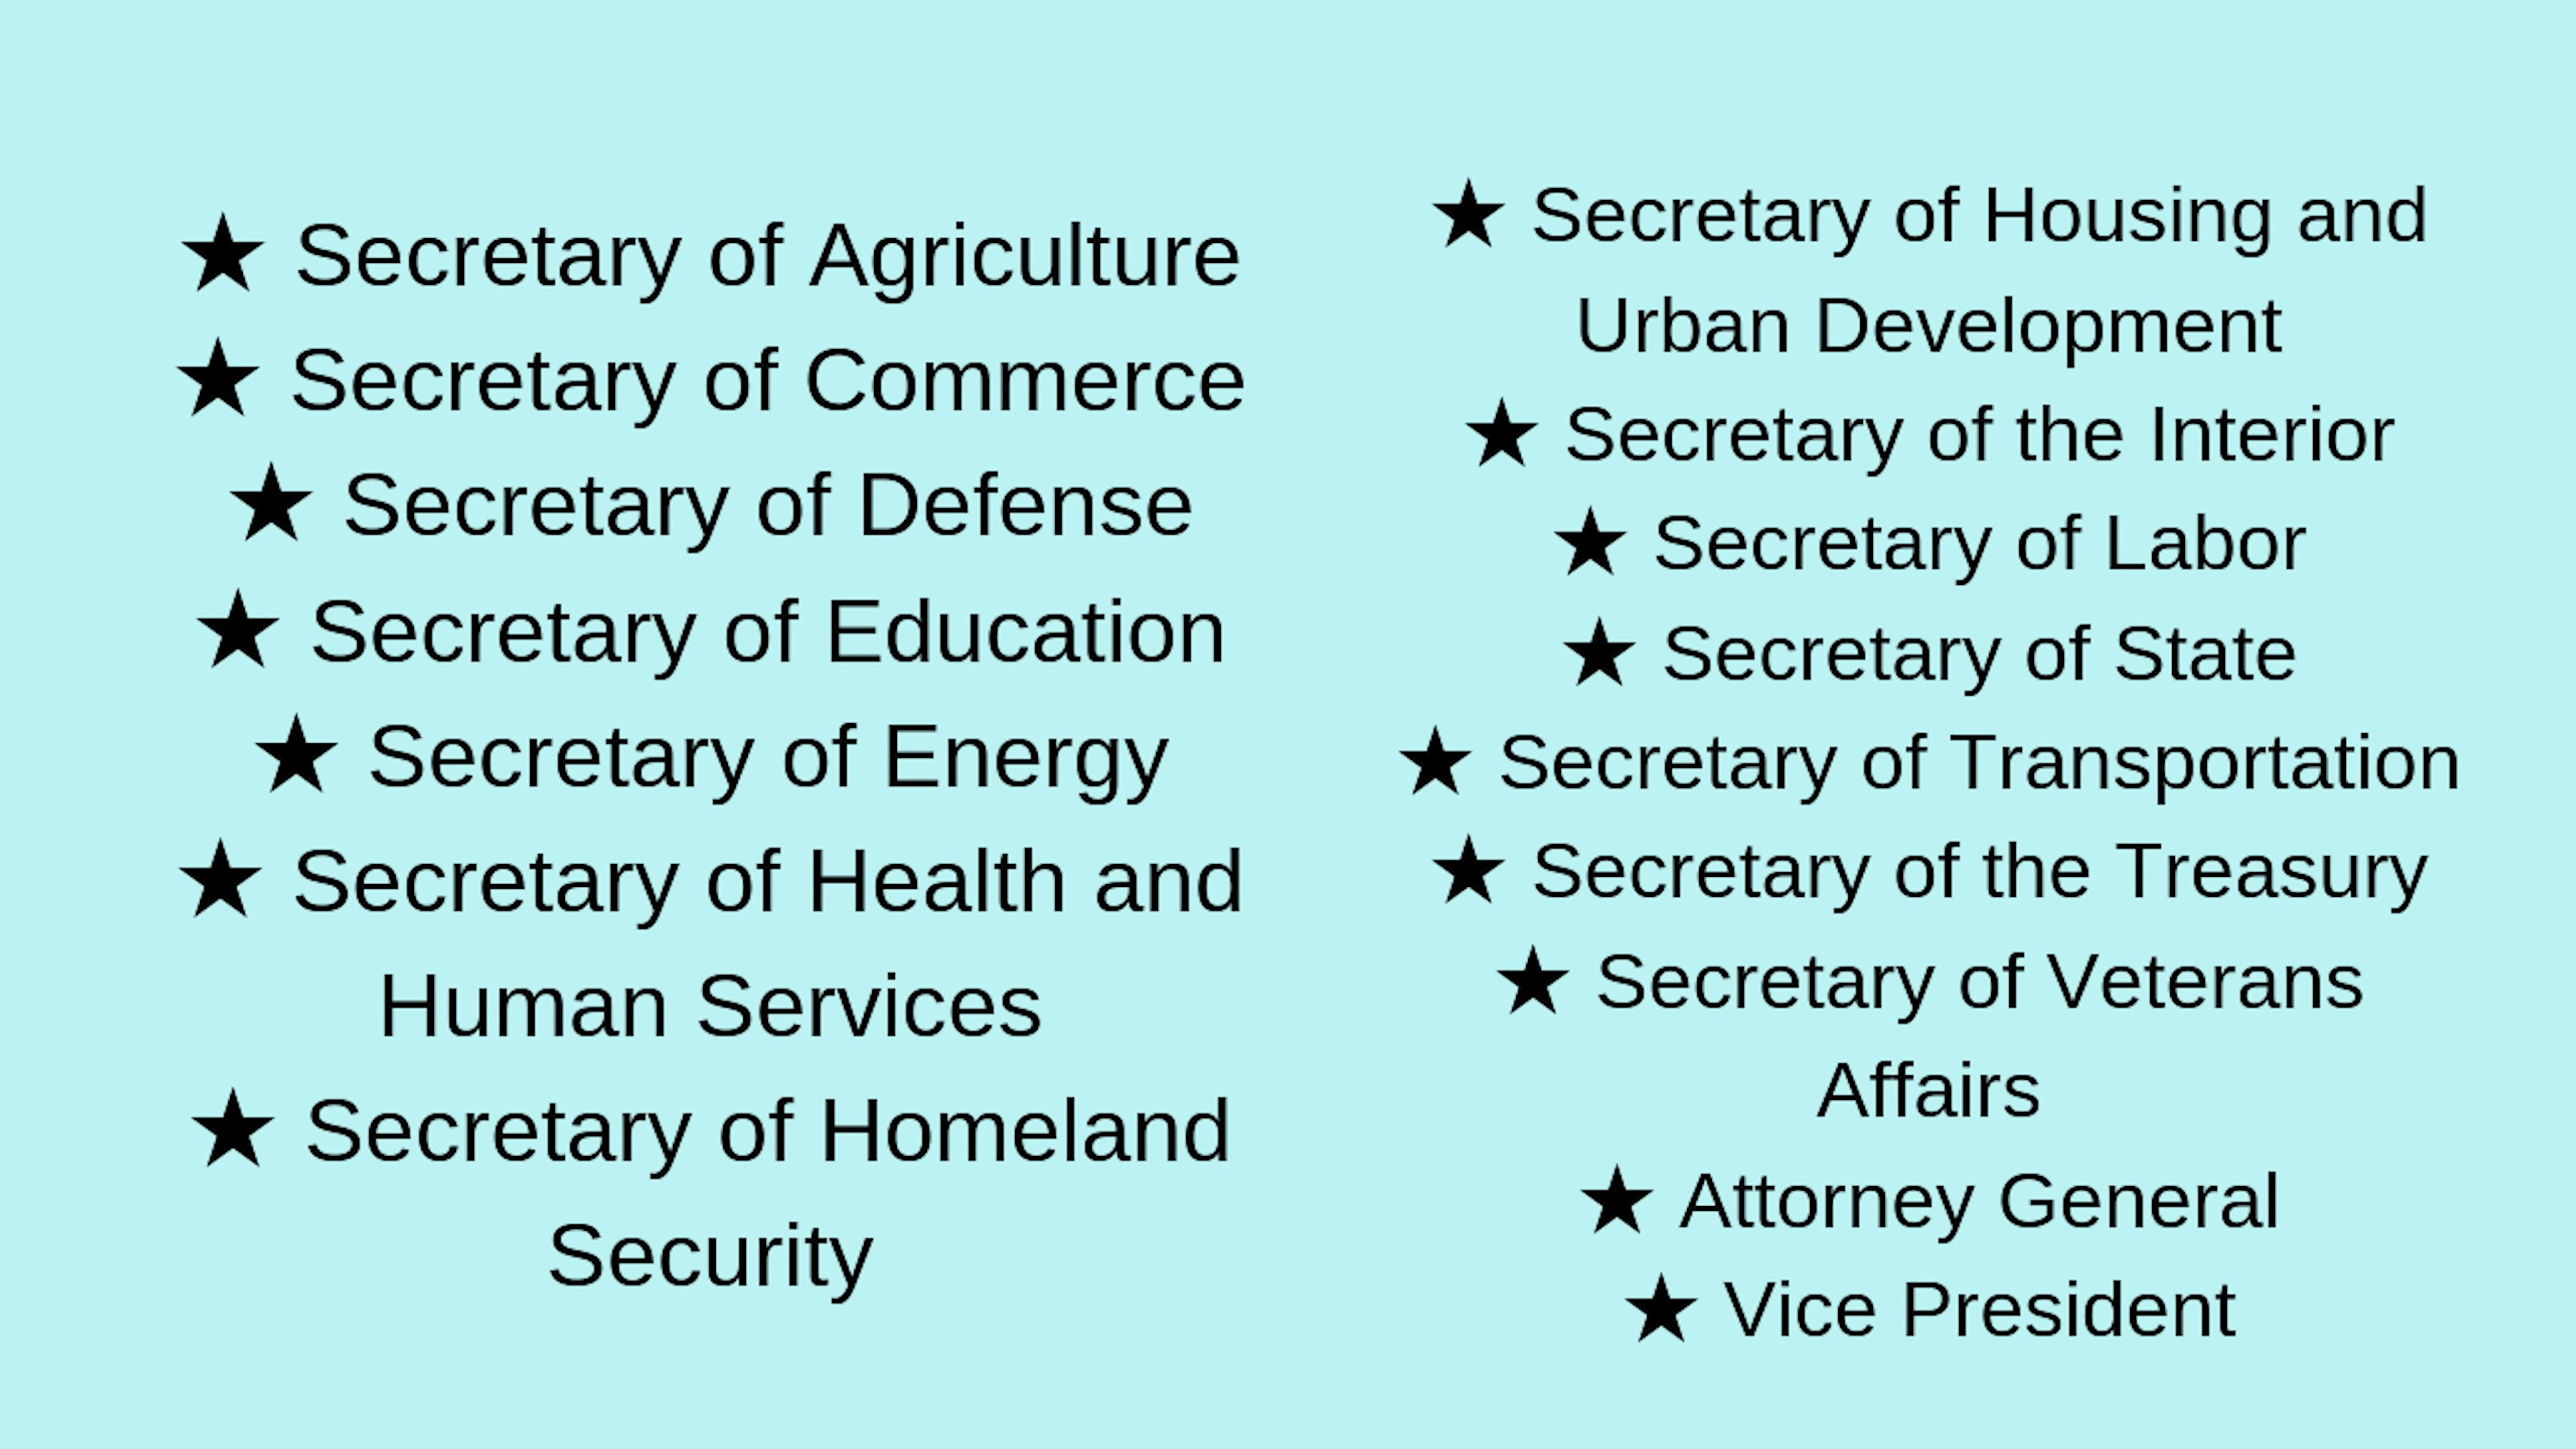 ★ Secretary of Agriculture
★ Secretary of Commerce
★ Secretary of Defense
★ Secretary of Education
★ Secretary of Energy
★ Secretary of Health and
Human Services
★ Secretary of Homeland
Security
★ Secretary of Housing and
Urban Development
★ Secretary of the Interior
★ Secretary of Labor
★ Secretary of State
★ Secretary of Transportation
★ Secretary of the Treasury
★ Secretary of Veterans
Affairs
★ Attorney General
★ Vice President